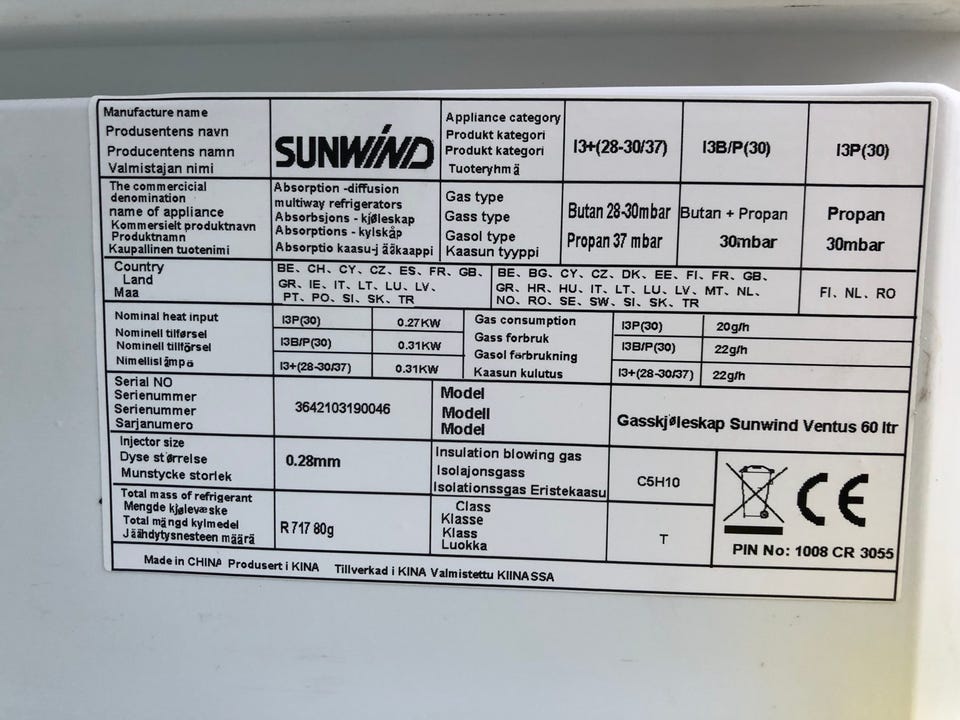 Manufacture name
Produsentens navn
Producentens namn
Valmistajan nimi
SUNWIND
Appliance category
Produkt kategori
Produkt kategori
Tuoteryhmä
I3+(28-30/37)
I3B/P(30)
I3P(30)
The commercicial
denomination
name of appliance
Kommersielt produktnavn
Produktnamn
Kaupallinen tuotenimi
Absorption -diffusion
multiway refrigerators
Absorbsjons - kjøleskap
Absorptions - kylskåp
Absorptio kaasu-j ääkaappi
Gas type
Gass type
Gasol type
Kaasun tyyppi
Butan 28-30mbar
Propan 37 mbar
Butan + Propan
30mbar
Propan
30mbar
Country
Land
Maa
BE、CH、CY、CZ、ES、FR、GB、
GR、IE、IT、LT、LU、LV、
PT、PO、SI、SK、TR
BE、BG、CY、CZ、DK、EE、FI、FR、GB、
GR、HR、HU、IT、LT、LU、LV、MT、NL、
NO、RO、SE、SW、SI、SK、TR
FI、NL、RO
Nominal heat input
Nominell tilførsel
Nominell tillförsel
Nimellislämpö
I3P(30)
0.27KW
I3B/P(30)
0.31KW
I3+(28-30/37)
0.31KW
Gas consumption
Gass forbruk
Gasol førbrukning
Kaasun kulutus
I3P(30)
20g/h
I3B/P(30)
22g/h
I3+(28-30/37)
22g/h
Serial NO
Serienummer
Serienummer
Sarjanumero
3642103190046
Model
Modell
Model
Gasskjøleskap Sunwind Ventus 60 ltr
Injector size
Dyse størrelse
Munstycke storlek
0.28mm
Insulation blowing gas
Isolajonsgass
Isolationssgas Eristekaasu
C5H10
Total mass of refrigerant
Mengde kjølevæske
Total mängd kylmedel
Jäähdytysnesteen määrä
R 717 80g
Class
Klasse
Klass
Luokka
T
CE
PIN No: 1008 CR 3055
Made in CHINA Produsert i KINA Tillverkad i KINA Valmistettu KIINASSA